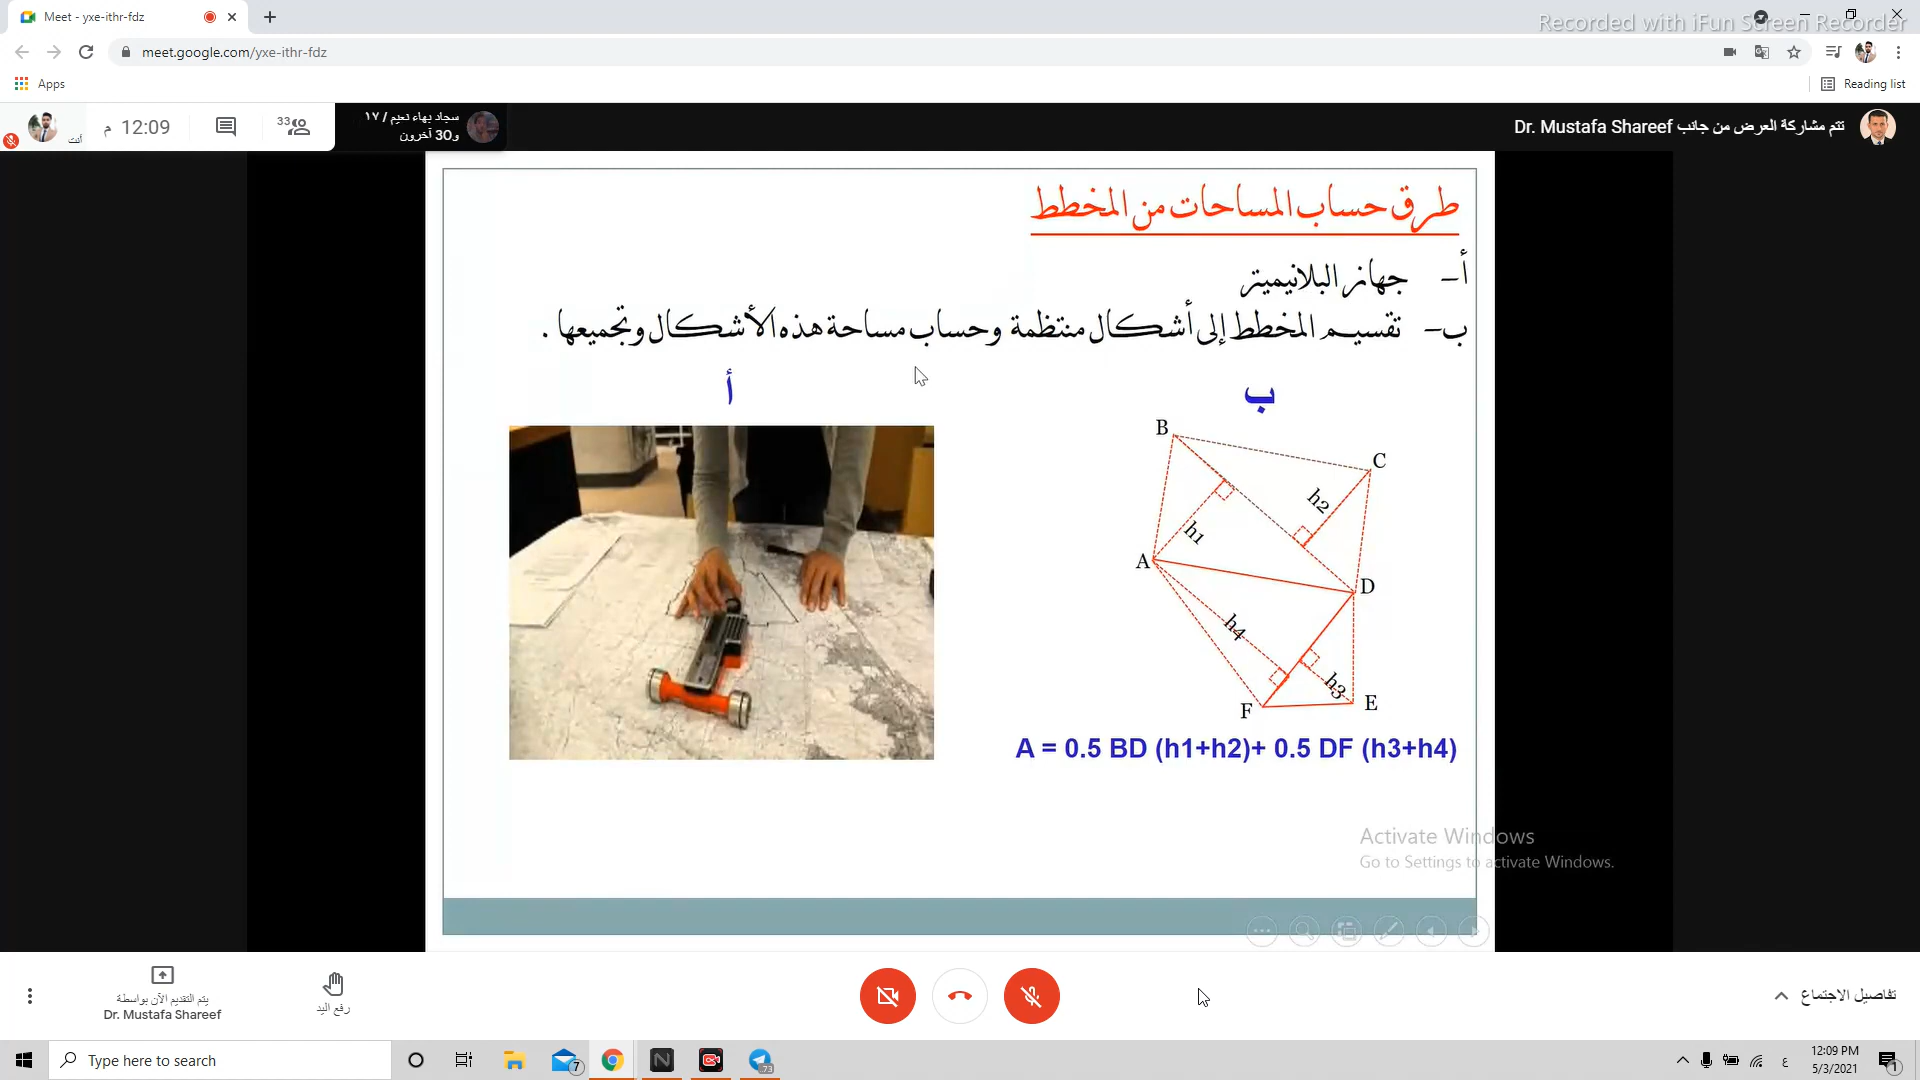 Meet - yxe-ithr-fdz
Recorded with iFun Screen Recorder
meet.google.com/yxe-ithr-fdz
Apps
Reading list
أنت
12:09 م
33
سجاد بهاء نعيم / ١٧
و30 آخرون
تتم مشاركة العرض من جانب Dr. Mustafa Shareef
طرق حساب المساحات من المخطط
أ- جهاز البلانيميتر
ب- تقسيم المخطط إلى أشكال منتظمة وحساب مساحة هذه الأشكال وتجميعها .
أ
ب
B
C
h2
h1
A
D
h4
h3
F
E
A = 0.5 BD (h1+h2)+ 0.5 DF (h3+h4)
Activate Windows
Go to Settings to activate Windows.
يتم التقديم الآن بواسطة
Dr. Mustafa Shareef
رفع اليد
تفاصيل الاجتماع
Type here to search
7
73
ع
12:09 PM
5/3/2021
1